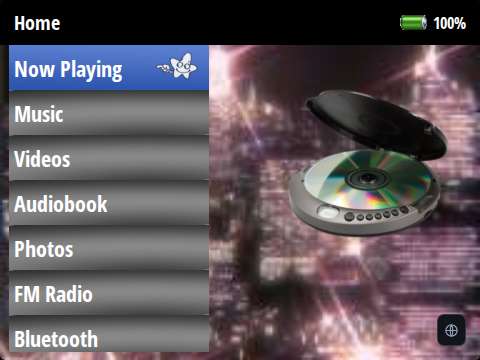 Home
100%
Now Playing
Music
Videos
Audiobook
Photos
FM Radio
Bluetooth